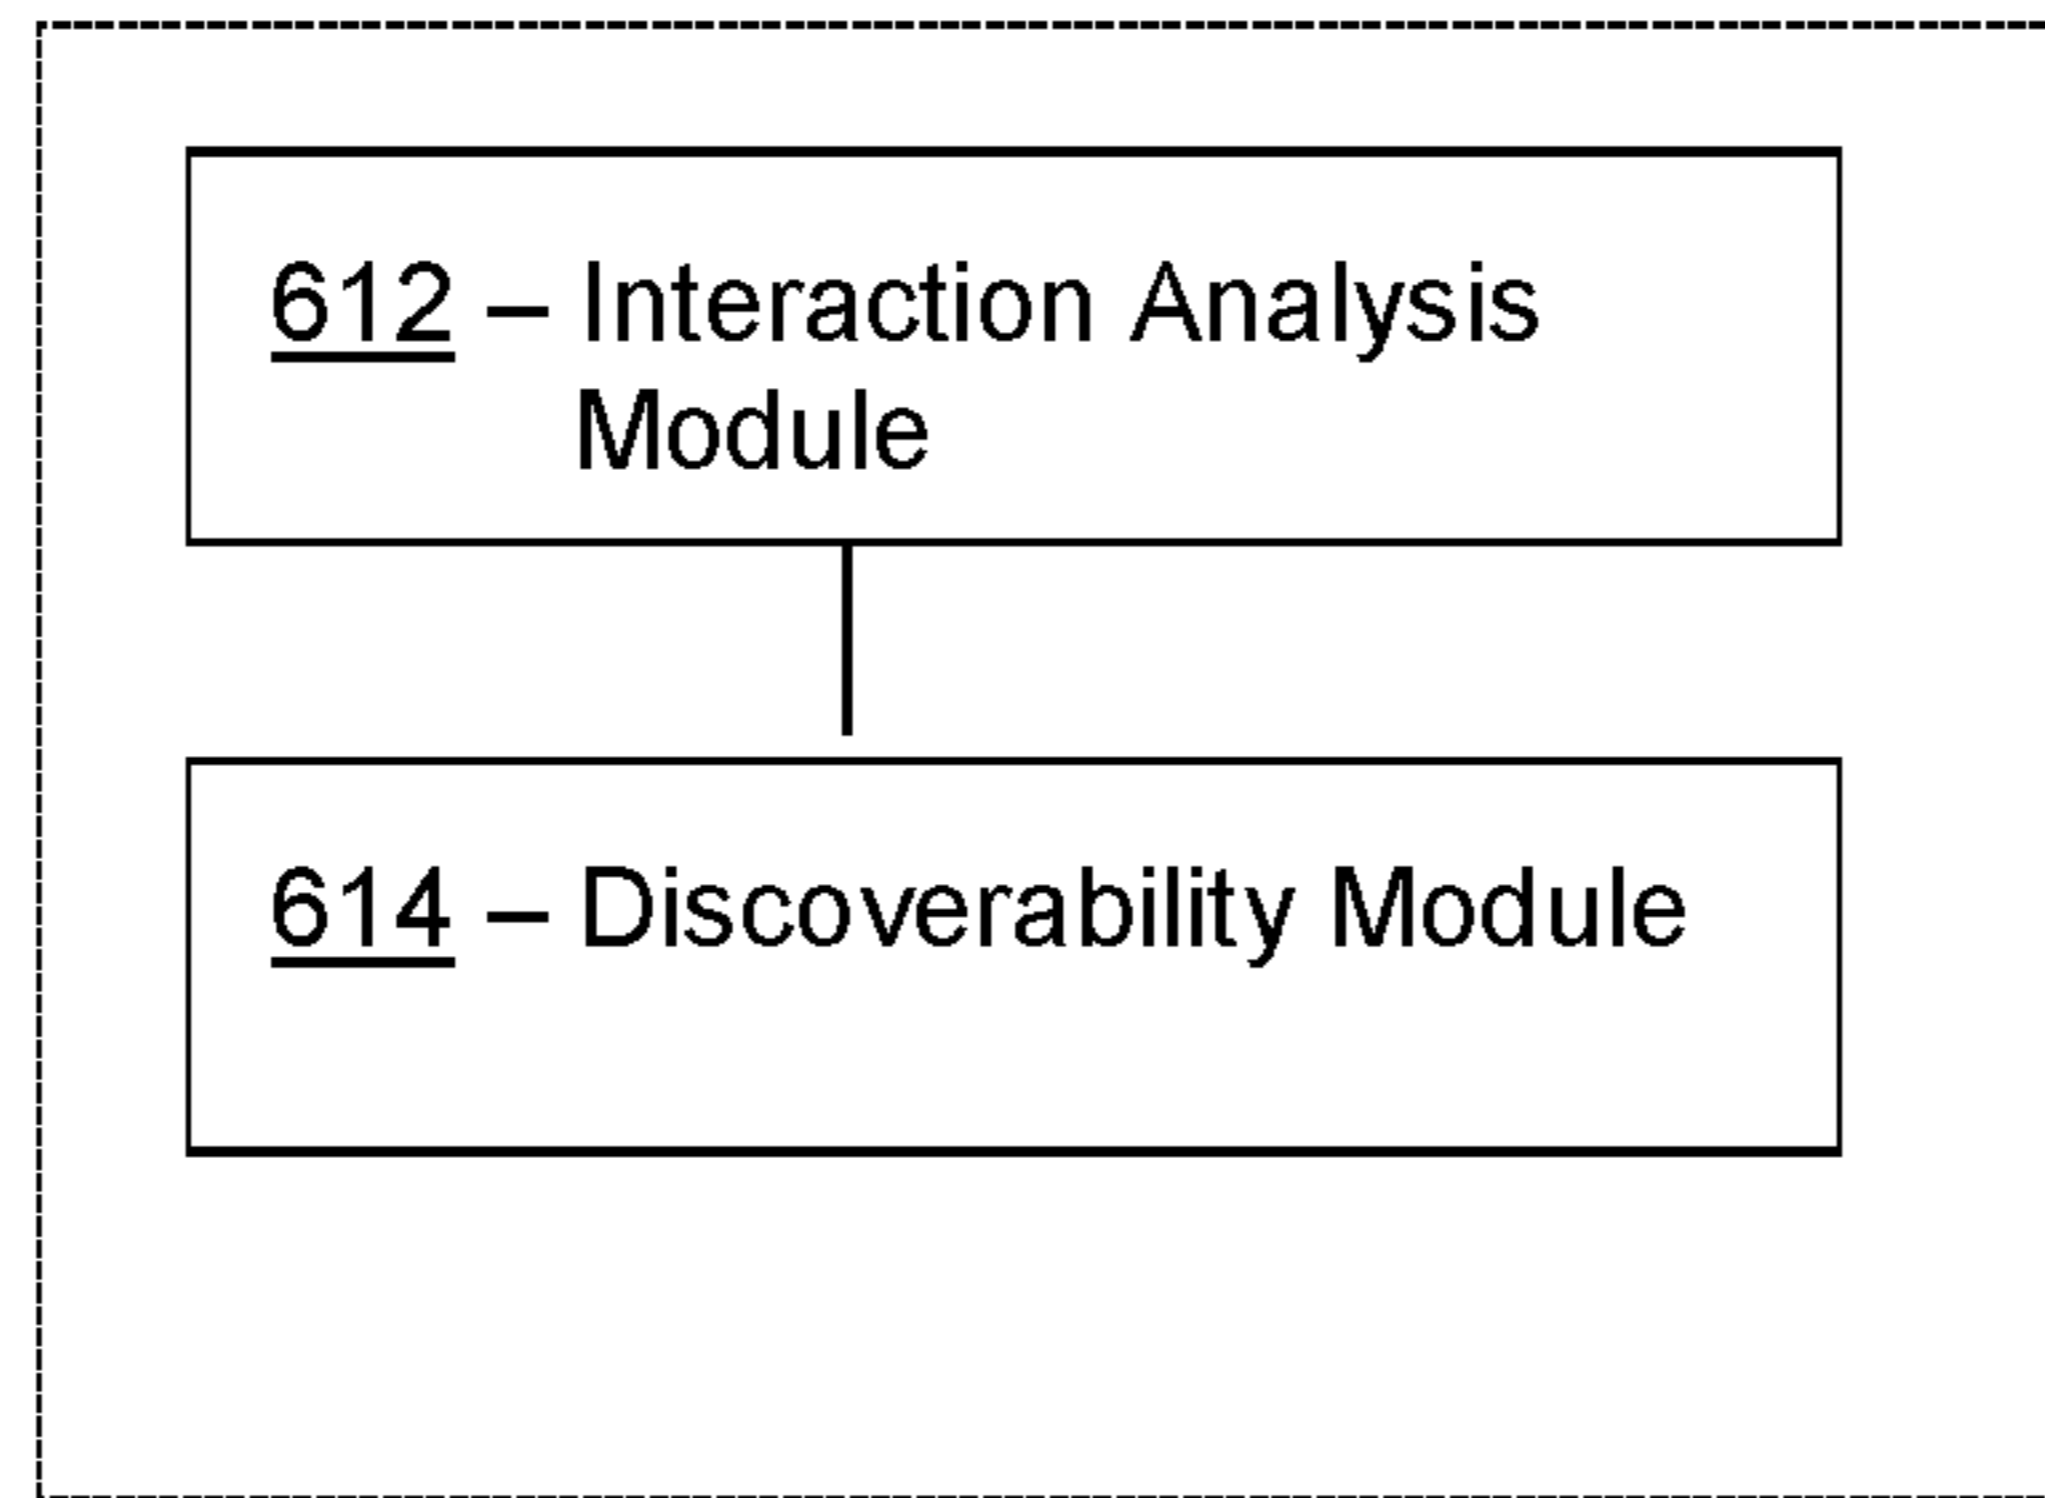 612 – Interaction Analysis
Module
614 – Discoverability Module